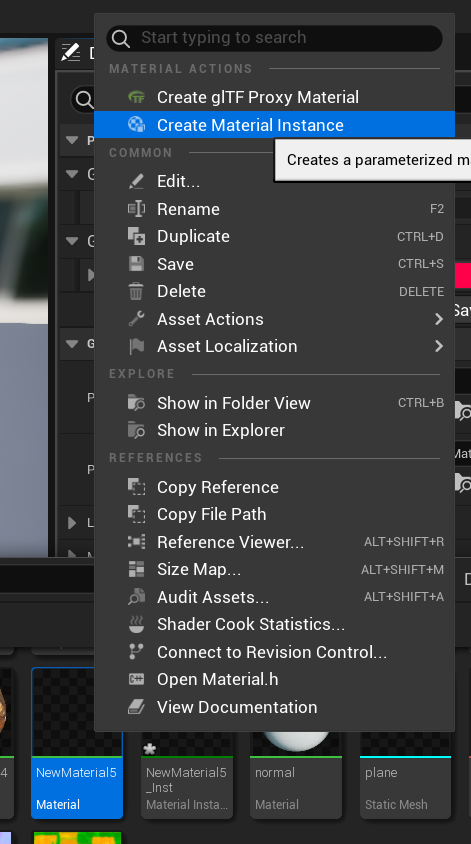 Start typing to search
MATERIAL ACTIONS
Create glTF Proxy Material
Create Material Instance
COMMON
Creates a parameterized m
Edit...
Rename F2
Duplicate CTRL+D
Save CTRL+S
Delete DELETE
Asset Actions
Asset Localization
EXPLORE
Show in Folder View CTRL+B
Show in Explorer
REFERENCES
Copy Reference
Copy File Path
Reference Viewer... ALT+SHIFT+R
Size Map... ALT+SHIFT+M
Audit Assets... ALT+SHIFT+A
Shader Cook Statistics...
Connect to Revision Control...
Open Material.h
View Documentation
4
NewMaterial5
Material
NewMaterial5
_Inst
Material Insta...
normal
Material
plane
Static Mesh